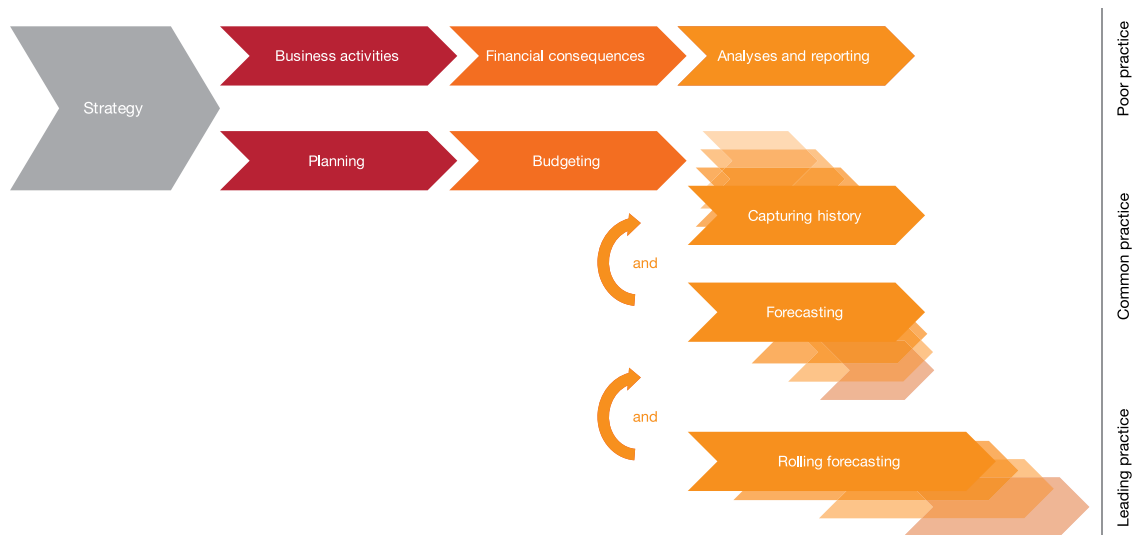 Strategy
Business activities
Financial consequences
Analyses and reporting
Poor practice
Planning
Budgeting
Capturing history
and
Common practice
Forecasting
and
Rolling forecasting
Leading practice